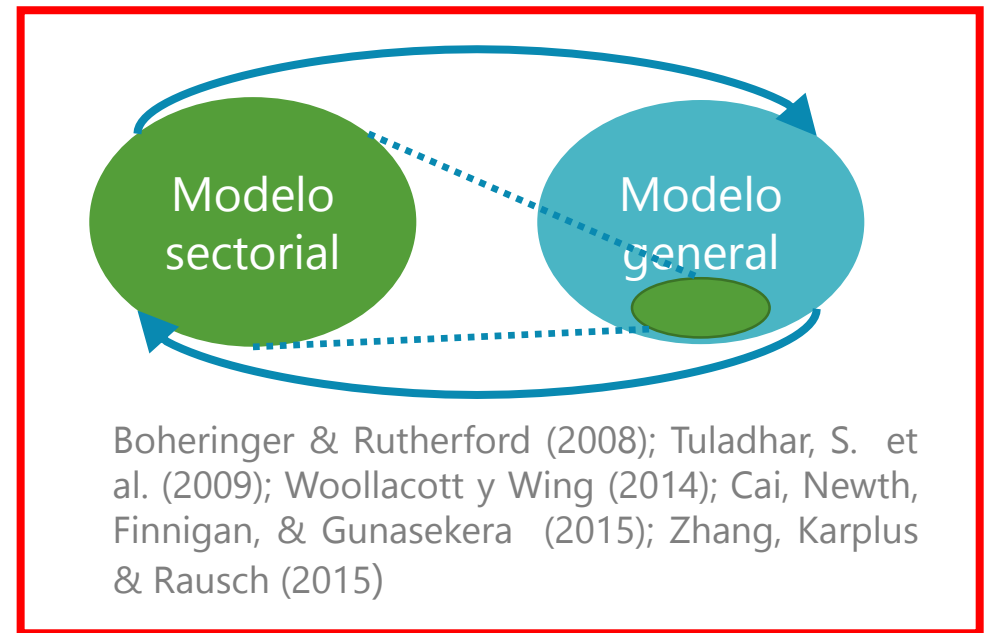 Modelo
sectorial
Modelo
general
Boheringer & Rutherford (2008); Tuladhar, S. et
al. (2009); Woollacott y Wing (2014); Cai, Newth,
Finnigan, & Gunasekera (2015); Zhang, Karplus
& Rausch (2015)